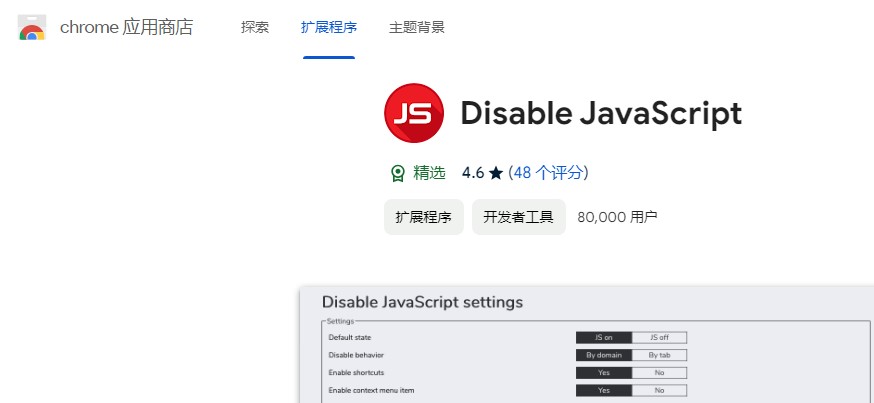 chrome 应用商店 探索 扩展程序 主题背景
JS Disable JavaScript
精选 4.6 ★ (48 个评分)
扩展程序 开发者工具 80,000 用户
Disable JavaScript settings
Settings
Default state JS on JS off
Disable behavior By domain By tab
Enable shortcuts Yes No
Enable context menu item Yes No